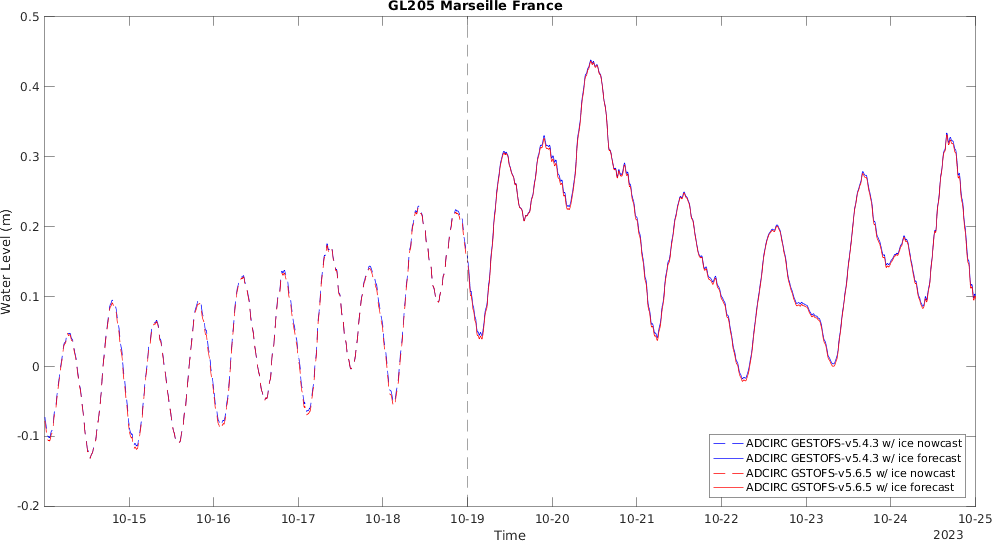 GL205 Marseille France
0.5
0.4
0.3
0.2
0.1
0
-0.1
-0.2
Water Level (m)
ADCIRC GESTOFS-v5.4.3 w/ ice nowcast
ADCIRC GESTOFS-v5.4.3 w/ ice forecast
ADCIRC GSTOFS-v5.6.5 w/ ice nowcast
ADCIRC GSTOFS-v5.6.5 w/ ice forecast
10-15 10-16 10-17 10-18 10-19 10-20 10-21 10-22 10-23 10-24 10-25
Time
2023